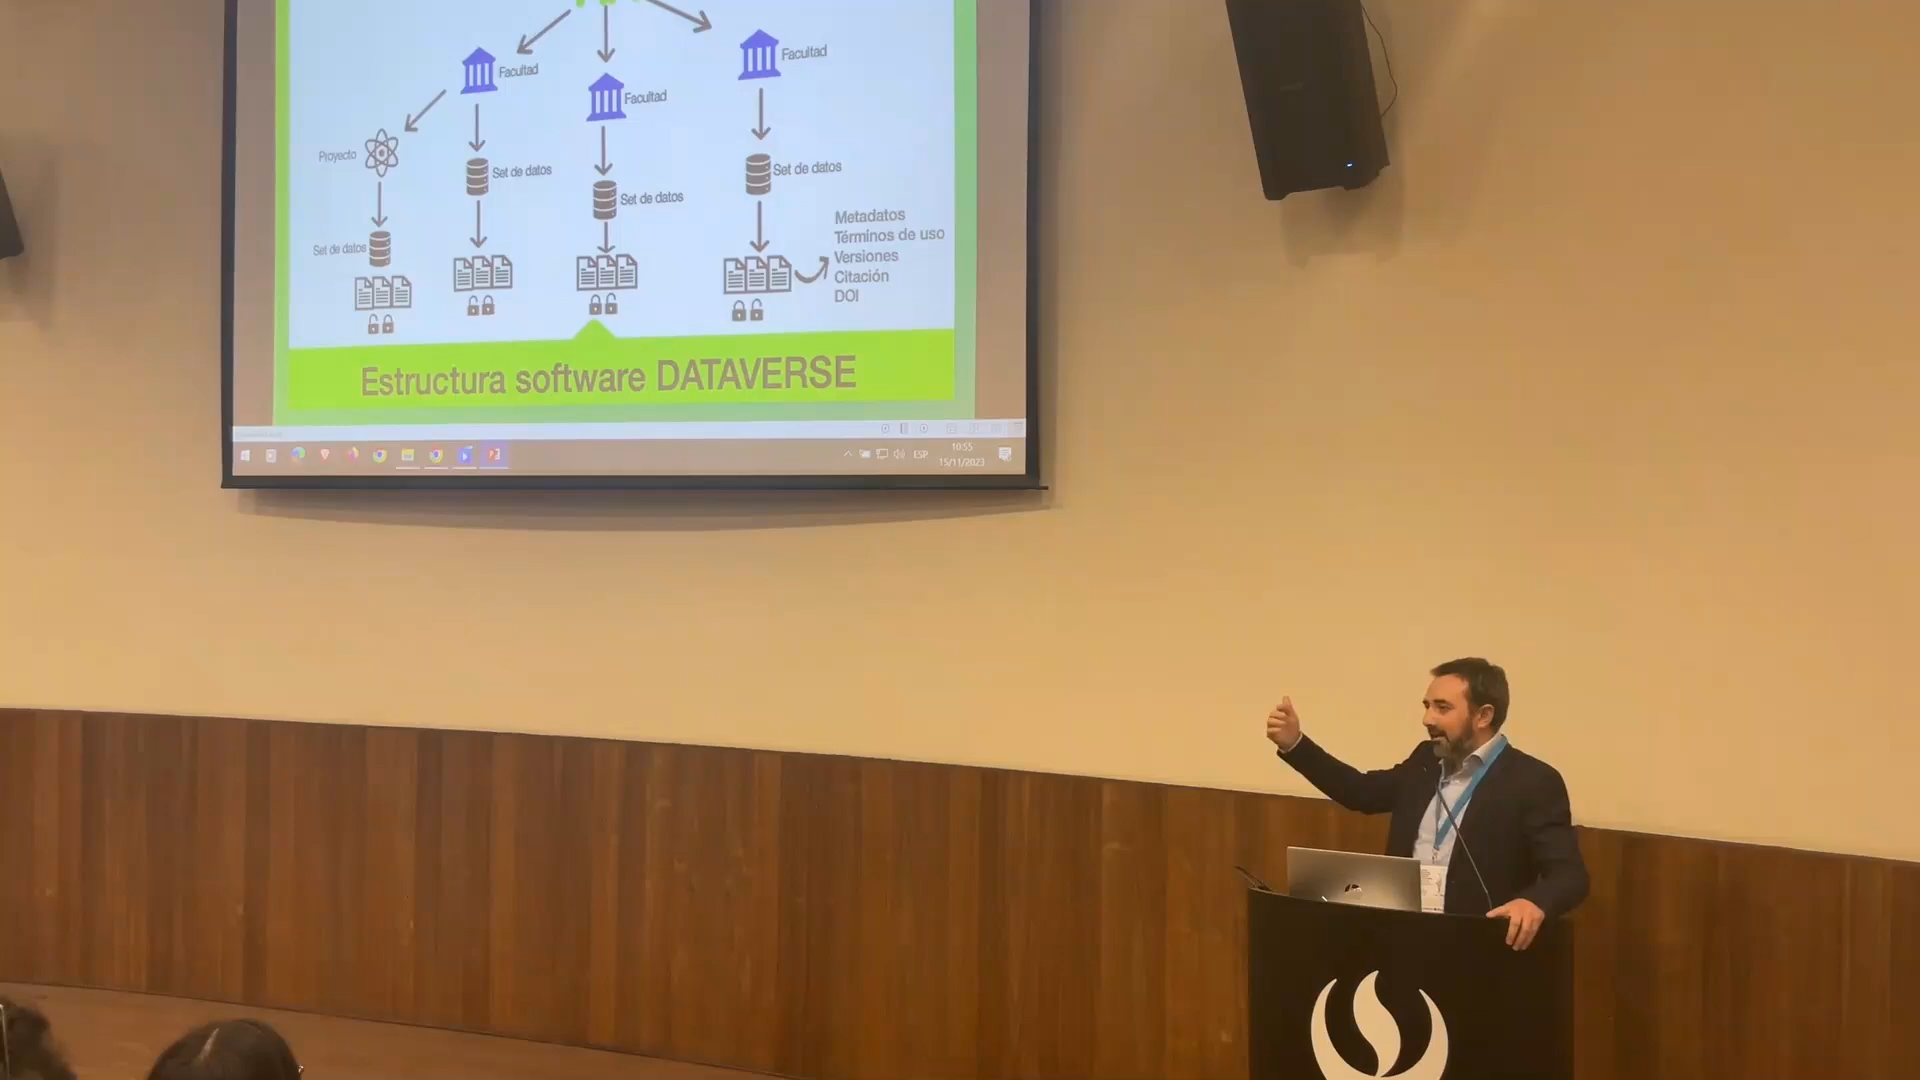 Facultad
Facultad
Facultad
Proyecto
Set de datos
Set de datos
Set de datos
Set de datos
Metadatos
Términos de uso
Versiones
Citación
DOI
Estructura software DATAVERSE
ESP
10:55
15/11/2023